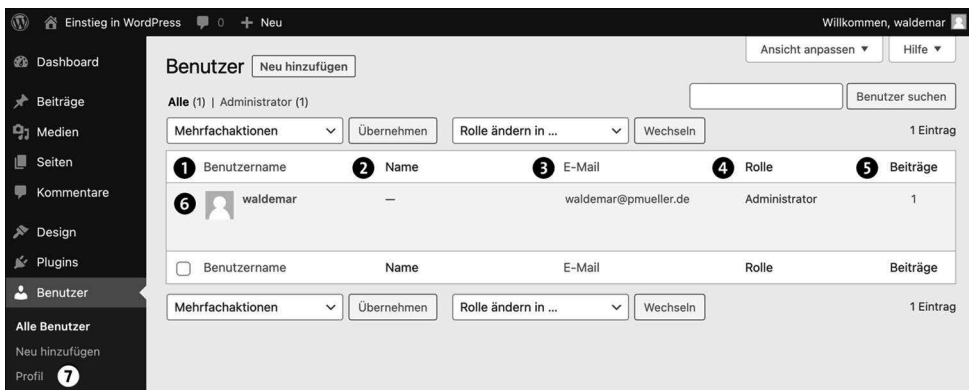 Einstieg in WordPress 0 + Neu Willkommen, waldemar
Dashboard
Beiträge
Medien
Seiten
Kommentare
Design
Plugins
Benutzer
Alle Benutzer
Neu hinzufügen
Profil 7
Ansicht anpassen ▼ Hilfe ▼
Benutzer Neu hinzufügen
Alle (1) | Administrator (1) Benutzer suchen
Mehrfachaktionen Übernehmen Rolle ändern in ... Wechseln 1 Eintrag
1 Benutzername 2 Name 3 E-Mail 4 Rolle 5 Beiträge
6 waldemar — waldemar@pmueller.de Administrator 1
Benutzername Name E-Mail Rolle Beiträge
Mehrfachaktionen Übernehmen Rolle ändern in ... Wechseln 1 Eintrag